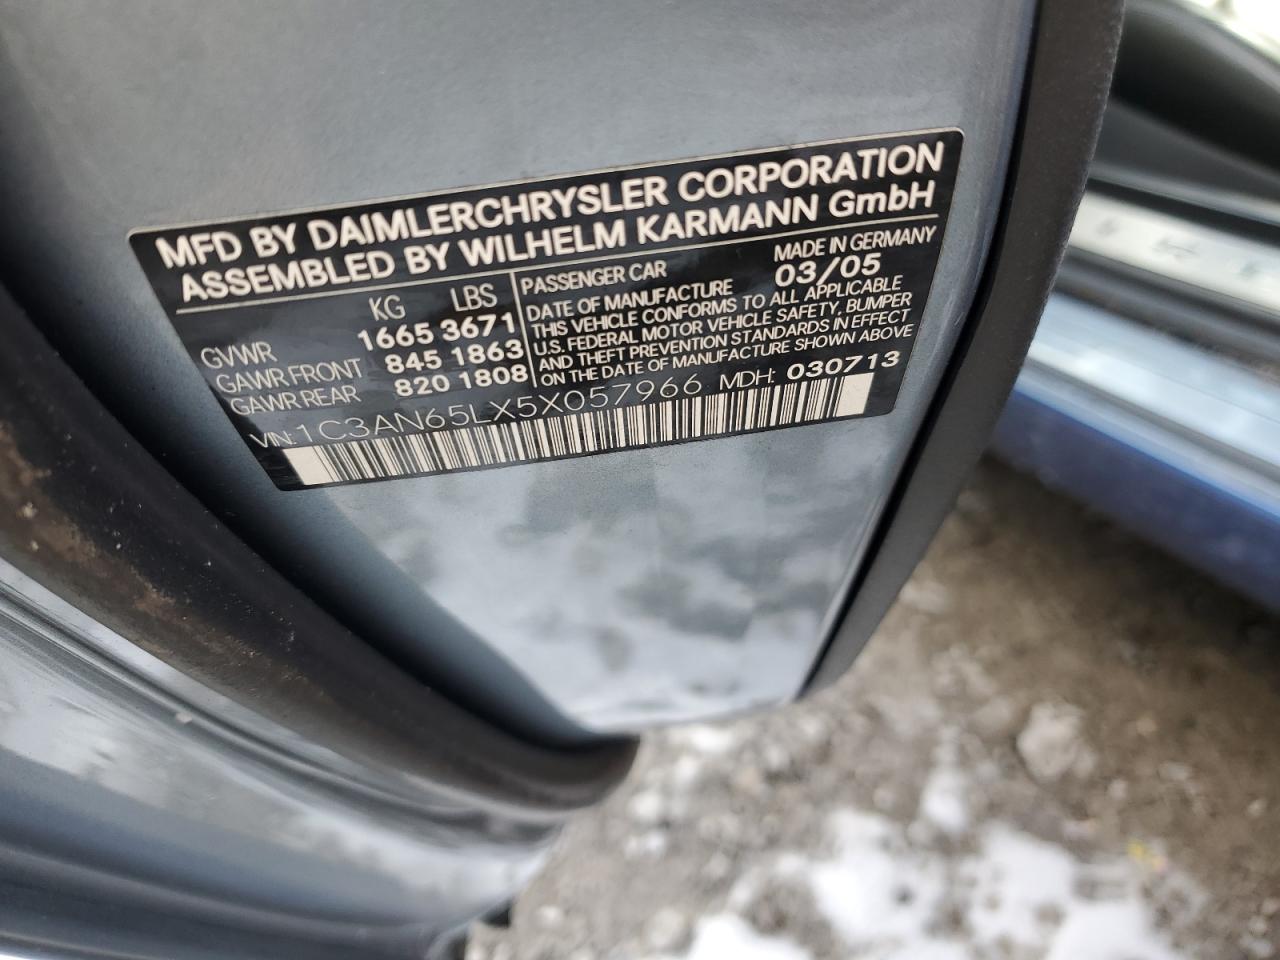 MFD BY DAIMLERCHRYSLER CORPORATION
ASSEMBLED BY WILHELM KARMANN GmbH
KG LBS
GVWR 1665 3671
GAWR FRONT 845 1863
GAWR REAR 820 1808
PASSENGER CAR MADE IN GERMANY
DATE OF MANUFACTURE 03/05
THIS VEHICLE CONFORMS TO ALL APPLICABLE
U.S. FEDERAL MOTOR VEHICLE SAFETY, BUMPER
AND THEFT PREVENTION STANDARDS IN EFFECT
ON THE DATE OF MANUFACTURE SHOWN ABOVE
VIN: 1C3AN65LX5X057966 MDH: 030713